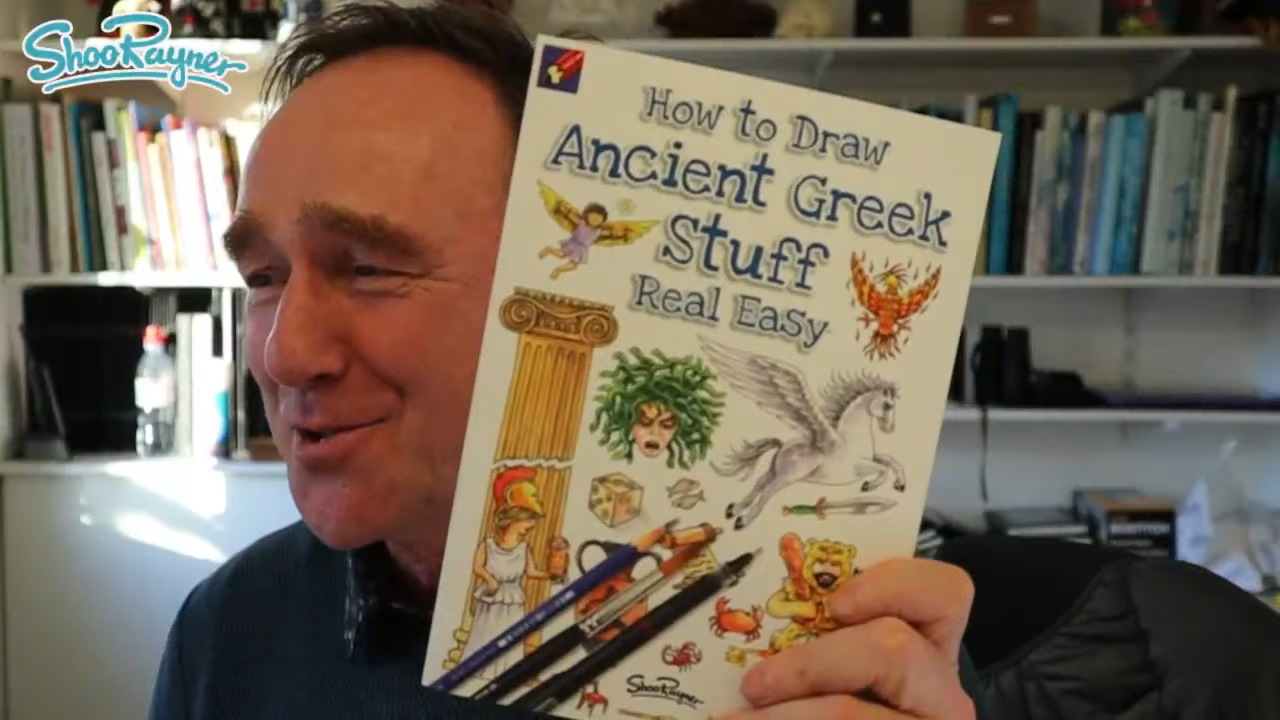 ShooRayner
How to Draw
Ancient Greek
Stuff
Real Easy
ShooRayner